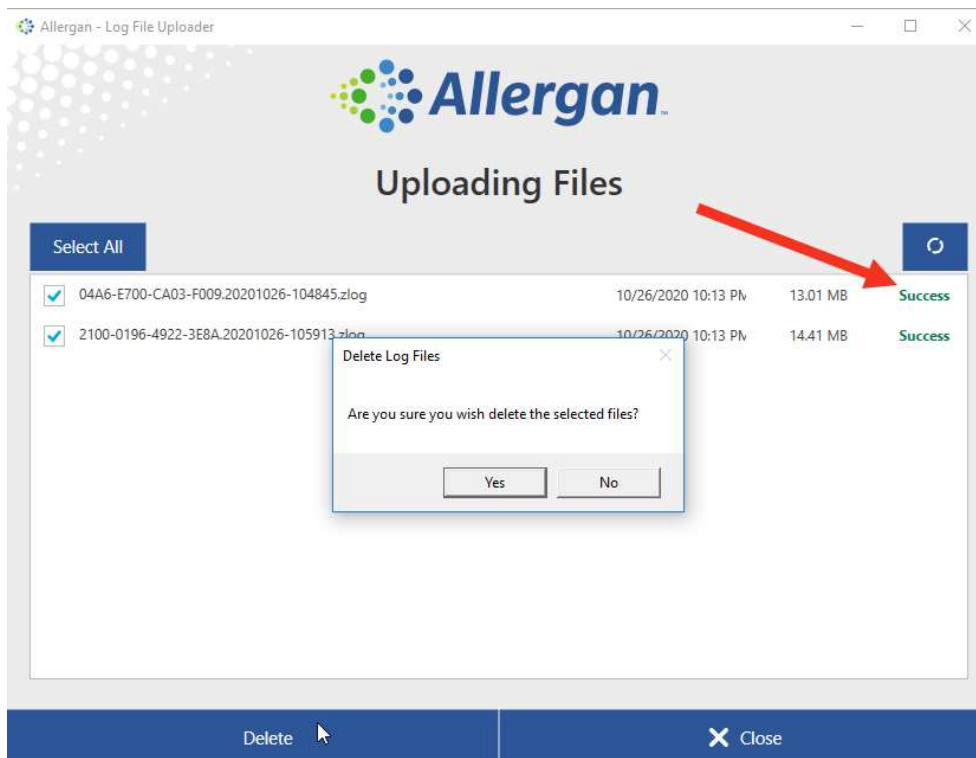 Allergan - Log File Uploader
Allergan™
Uploading Files
Select All
04A6-E700-CA03-F009.20201026-104845.zlog 10/26/2020 10:13 PM 13.01 MB Success
2100-0196-4922-3E8A.20201026-105913.zlog 10/26/2020 10:13 PM 14.41 MB Success
Delete Log Files
Are you sure you wish delete the selected files?
Yes No
Delete Close